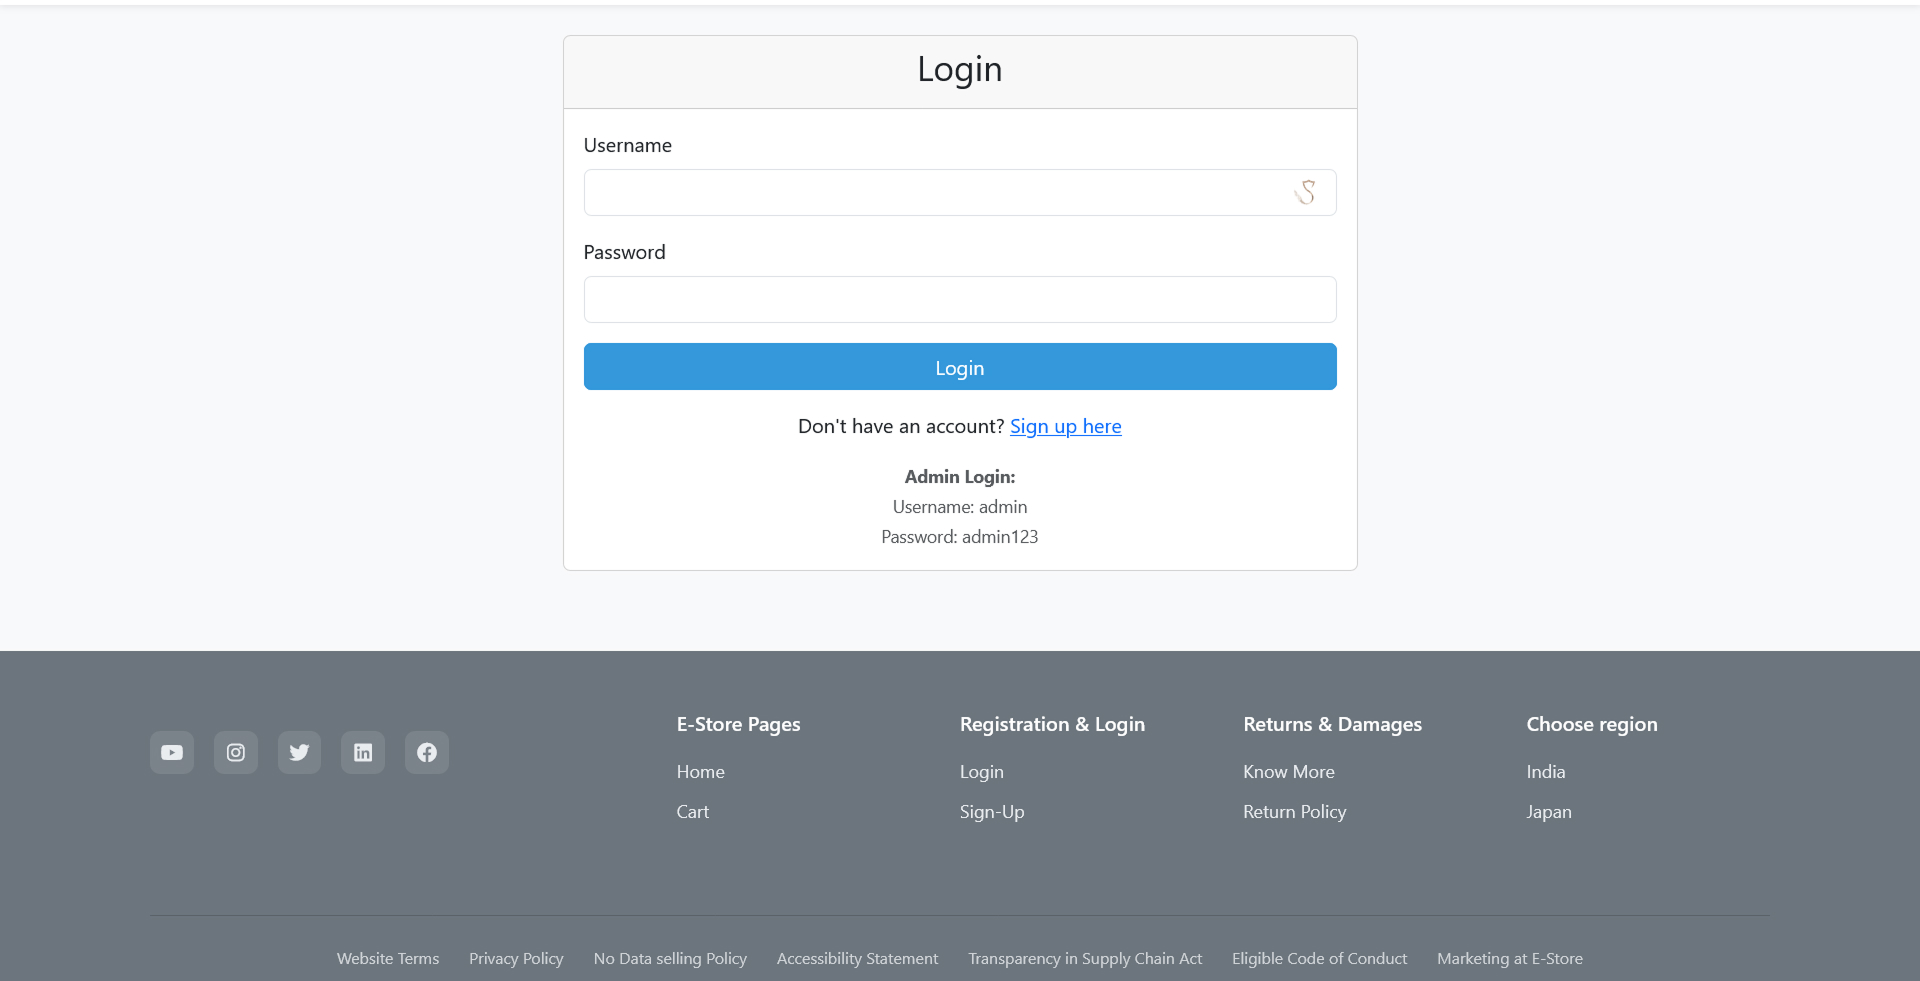 Login
Username
Password
Login
Don't have an account? Sign up here
Admin Login:
Username: admin
Password: admin123
E-Store Pages
Home
Cart
Registration & Login
Login
Sign-Up
Returns & Damages
Know More
Return Policy
Choose region
India
Japan
Website Terms Privacy Policy No Data selling Policy Accessibility Statement Transparency in Supply Chain Act Eligible Code of Conduct Marketing at E-Store